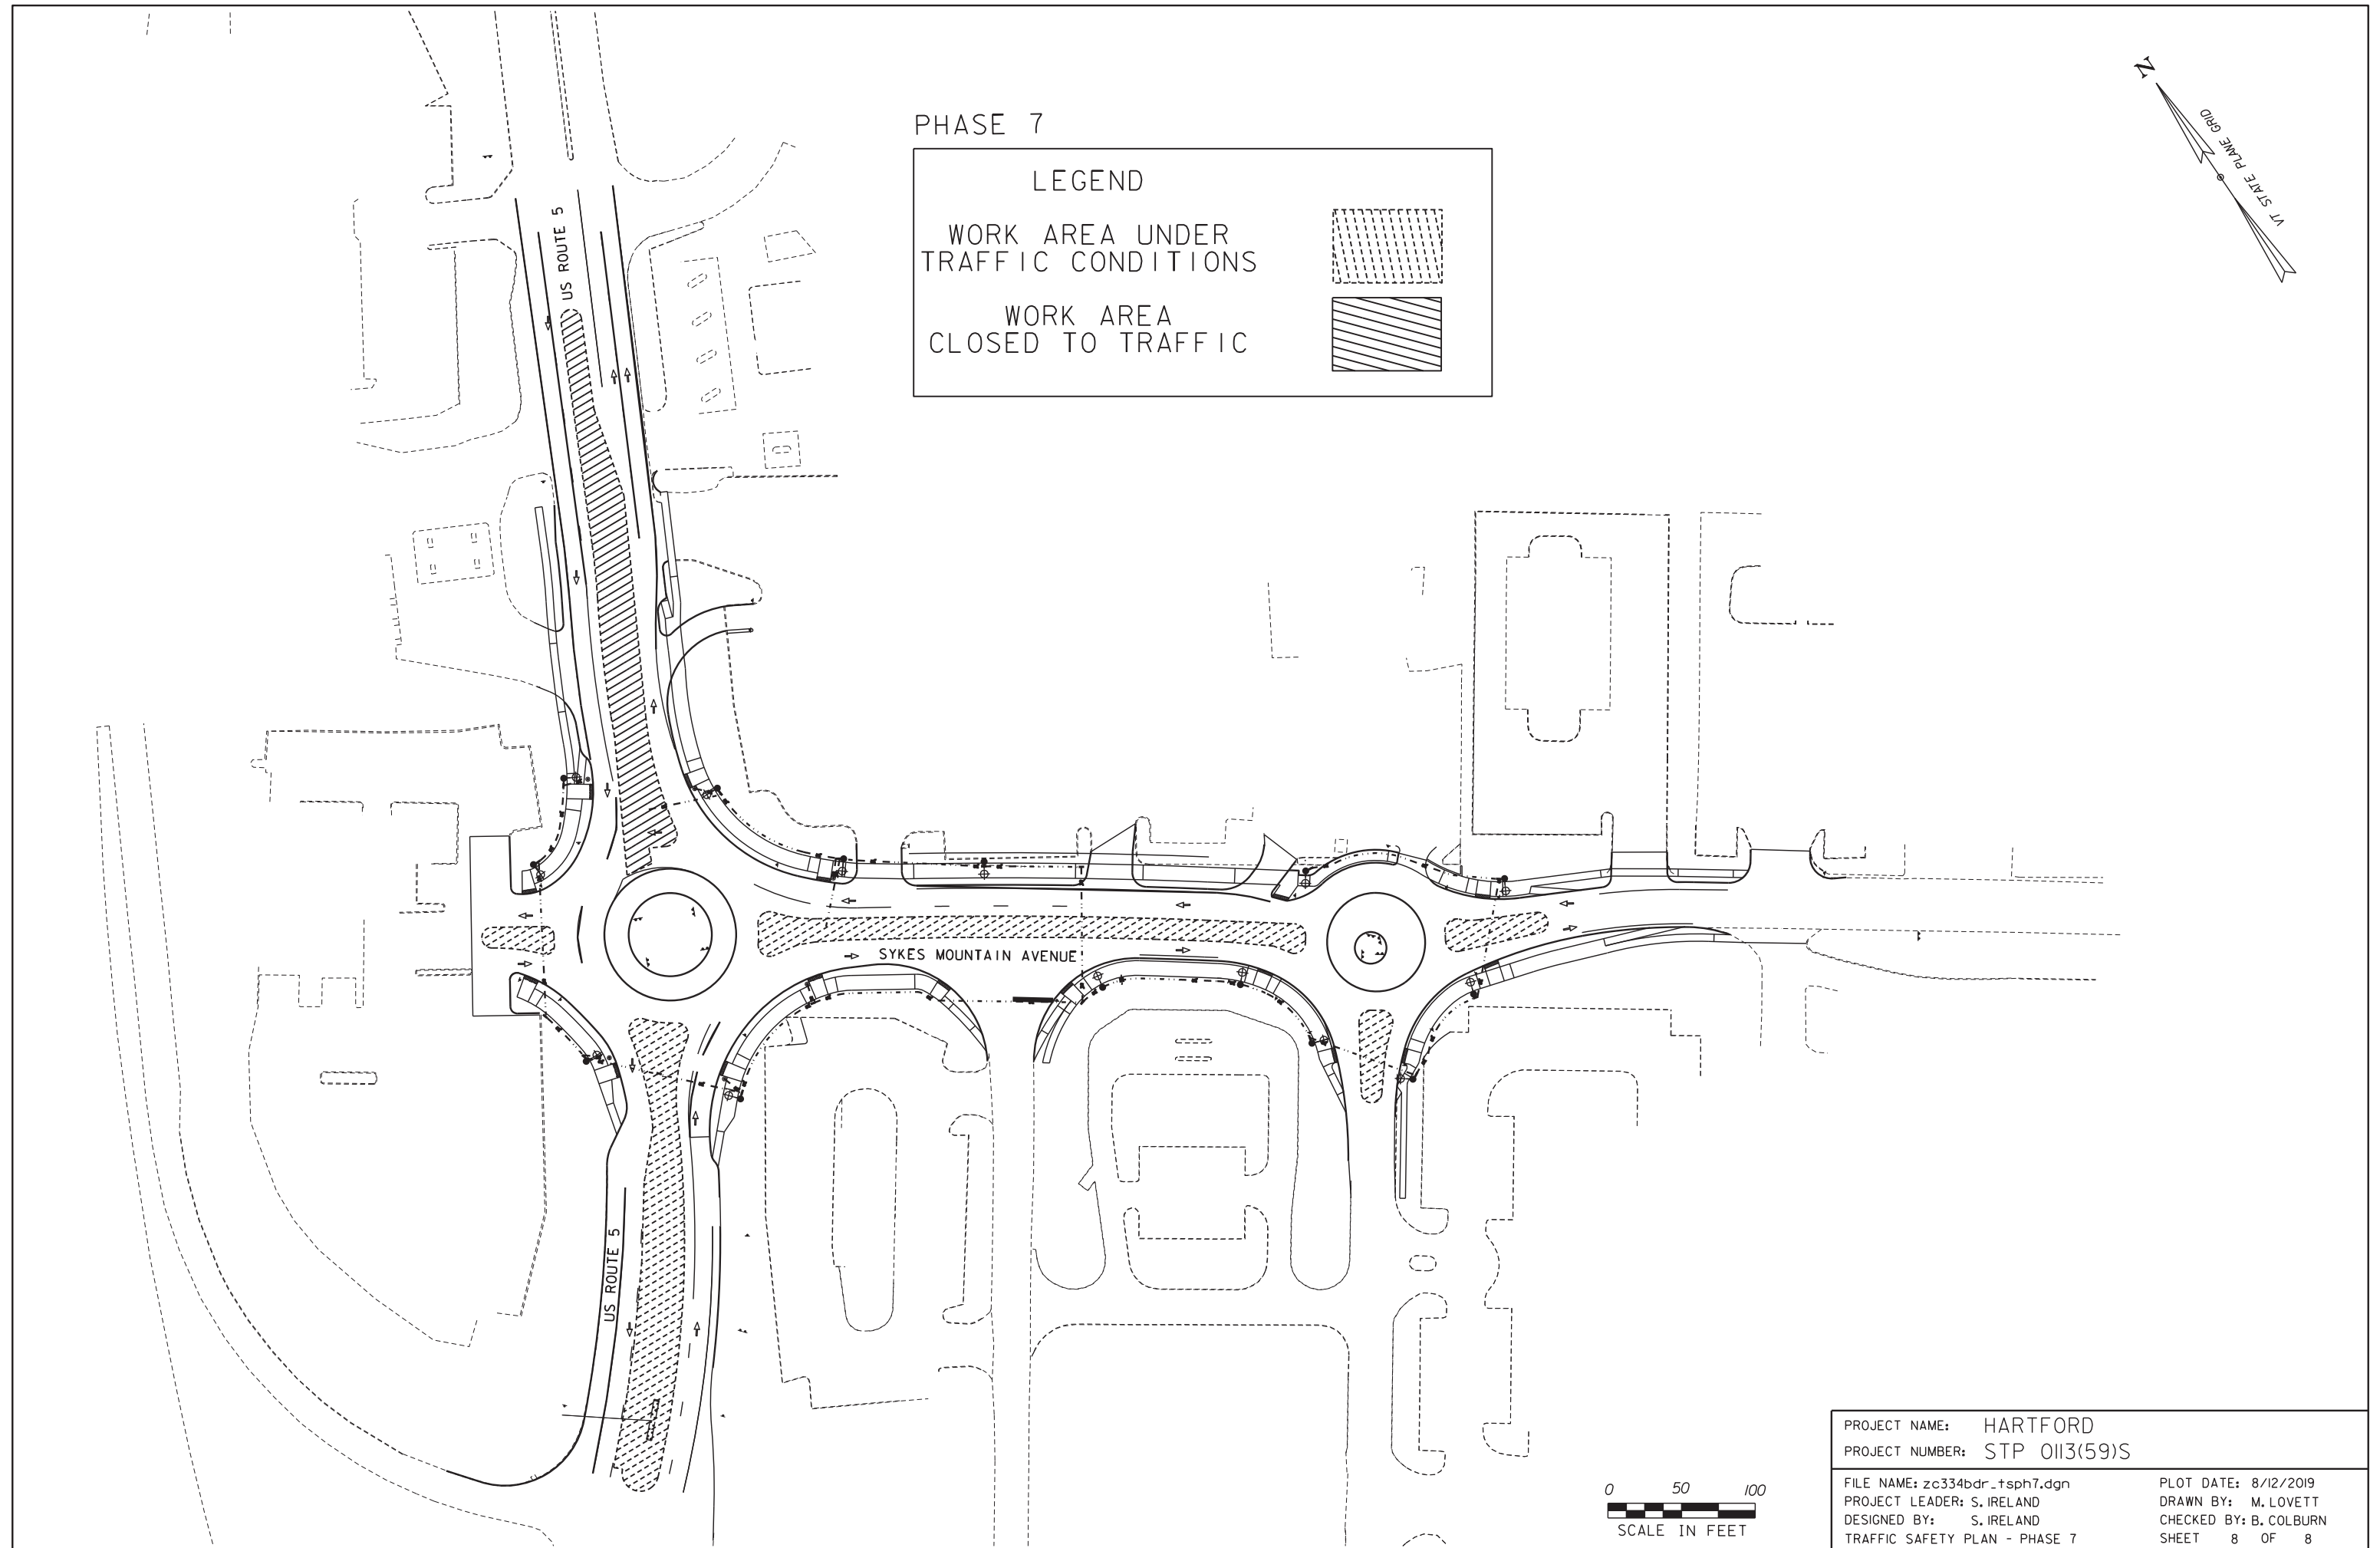 N
VT STATE PLANE GRID
PHASE 7
LEGEND
WORK AREA UNDER
TRAFFIC CONDITIONS
WORK AREA
CLOSED TO TRAFFIC
US ROUTE 5
SYKES MOUNTAIN AVENUE
US ROUTE 5
0 50 100
SCALE IN FEET
PROJECT NAME: HARTFORD
PROJECT NUMBER: STP 0113(59)S
FILE NAME: zc334bdr_tsph7.dgn PLOT DATE: 8/12/2019
PROJECT LEADER: S. IRELAND DRAWN BY: M. LOVETT
DESIGNED BY: S. IRELAND CHECKED BY: B. COLBURN
TRAFFIC SAFETY PLAN - PHASE 7 SHEET 8 OF 8